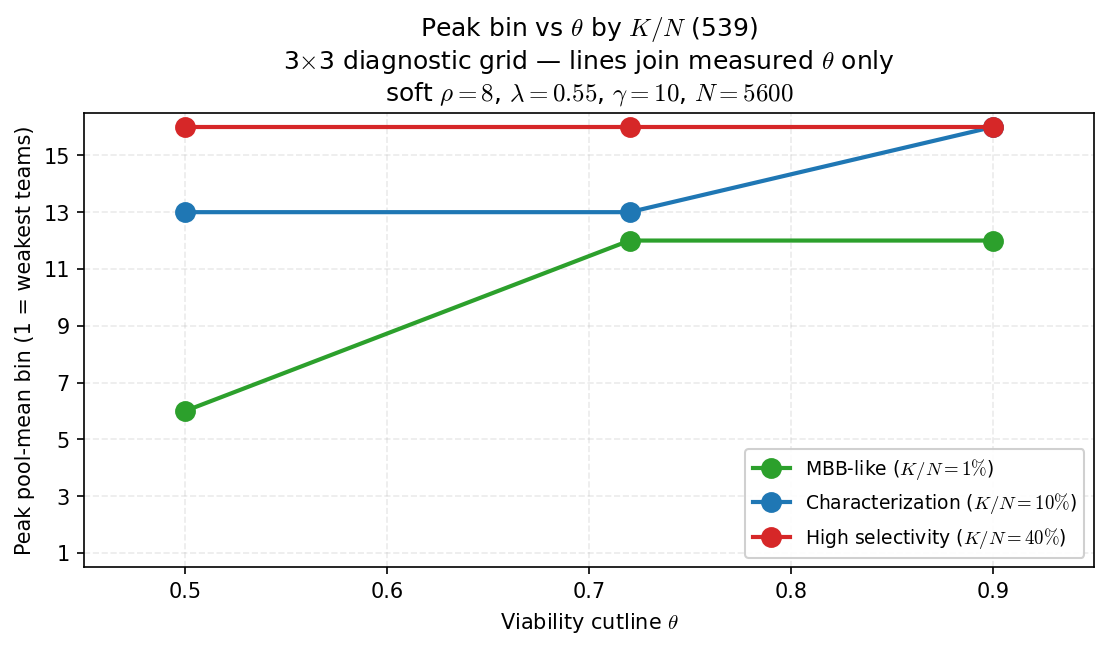 Peak bin vs θ by K/N (539)
3×3 diagnostic grid — lines join measured θ only
soft ρ = 8, λ = 0.55, γ = 10, N = 5600
Peak pool-mean bin (1 = weakest teams)
15
13
11
9
7
5
3
1
MBB-like (K/N = 1%)
Characterization (K/N = 10%)
High selectivity (K/N = 40%)
0.5 0.6 0.7 0.8 0.9
Viability cutline θ